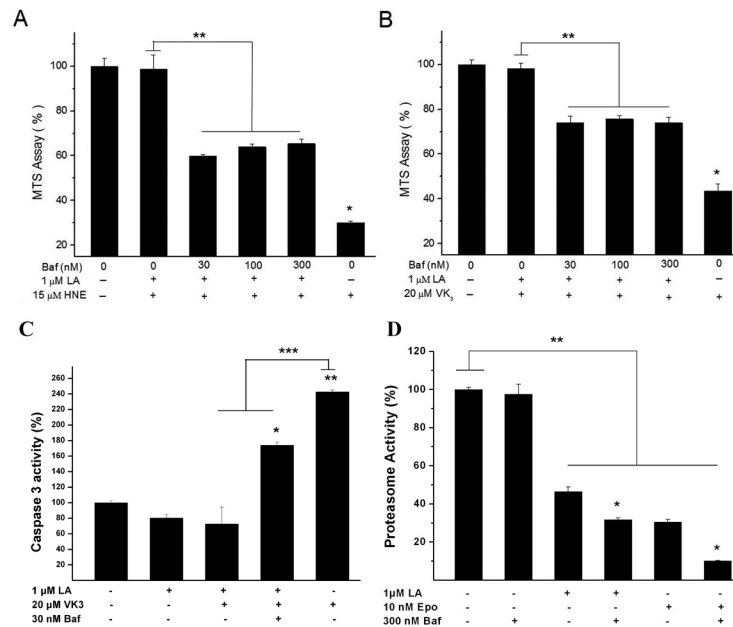 A
**
*
MTS Assay ( % )
100
80
60
40
20
Baf (nM) 0 0 30 100 300 0
1 µM LA − + + + + −
15 µM HNE − + + + + +
B
**
*
MTS Assay ( % )
100
80
60
40
20
Baf (nM) 0 0 30 100 300 0
1 µM LA − + + + + −
20 µM VK3 − + + + + +
C
***
**
*
Caspase 3 activity (%)
260
240
220
200
180
160
140
120
100
80
60
40
20
0
1 µM LA - + + + -
20 µM VK3 - - + + +
30 nM Baf - - - + -
D
**
*
*
Proteasome Activity (%)
120
100
80
60
40
20
0
1µM LA - - + + - -
10 nM Epo - - - - + +
300 nM Baf - + - + - +